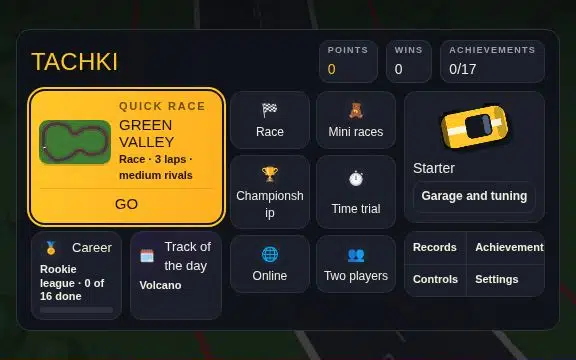 TACHKI
POINTS
0
WINS
0
ACHIEVEMENTS
0/17
QUICK RACE
GREEN
VALLEY
Race · 3 laps ·
medium rivals
GO
Race
Mini races
Championsh
ip
Time trial
Online
Two players
Starter
Garage and tuning
Career
Rookie
league · 0 of
16 done
Track of
the day
Volcano
Records
Achievement
Controls
Settings